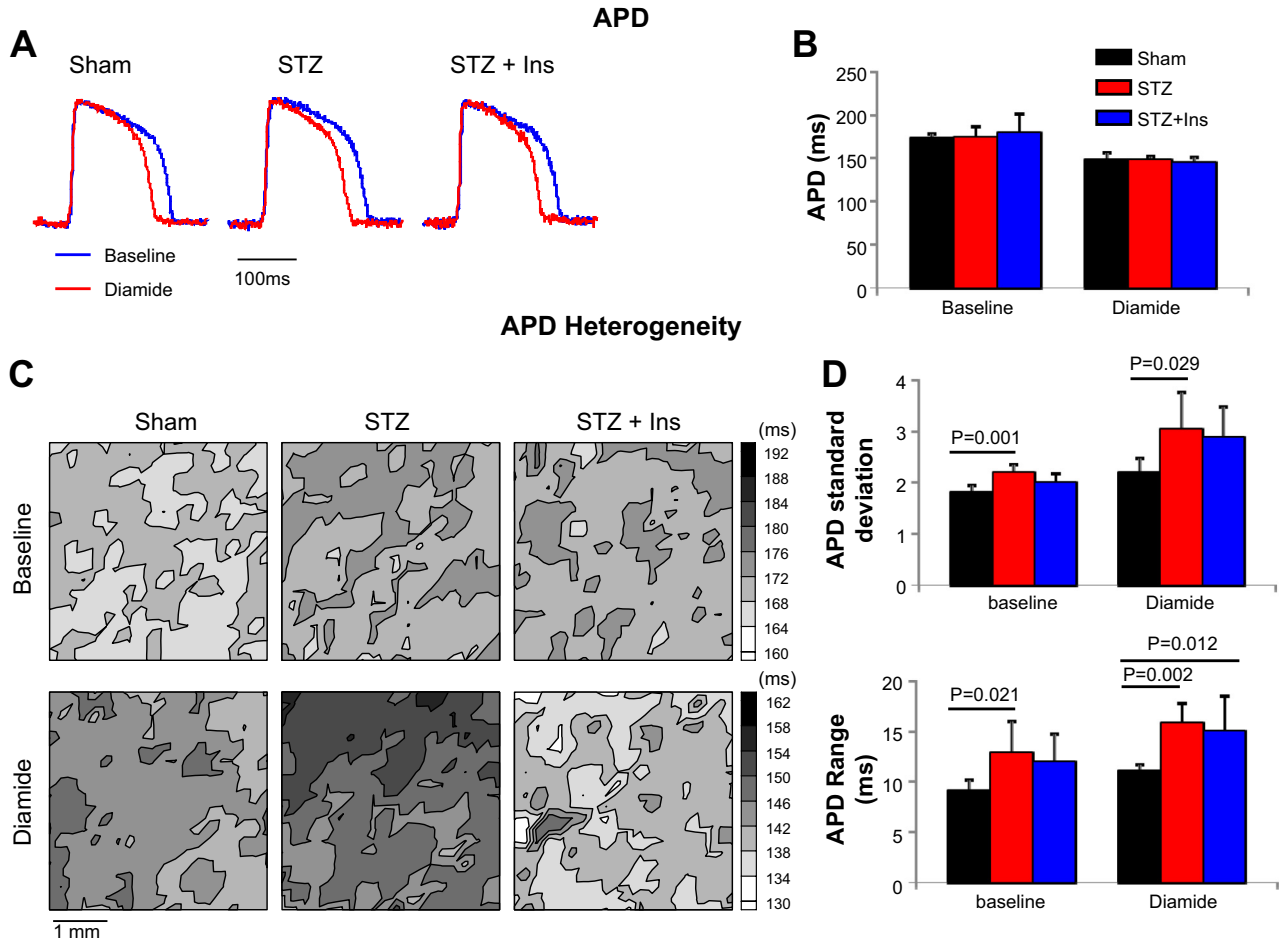 APD
A
Sham
STZ
STZ + Ins
Baseline
Diamide
100ms
B
Sham
STZ
STZ+Ins
APD (ms)
250
200
150
100
50
0
Baseline
Diamide
APD Heterogeneity
C
Sham
STZ
STZ + Ins
Baseline
(ms)
192
188
184
180
176
172
168
164
160
Diamide
(ms)
162
158
154
150
146
142
138
134
130
1 mm
D
APD standard
deviation
4
3
2
1
0
P=0.001
P=0.029
baseline
Diamide
APD Range
(ms)
20
15
10
5
0
P=0.021
P=0.012
P=0.002
baseline
Diamide